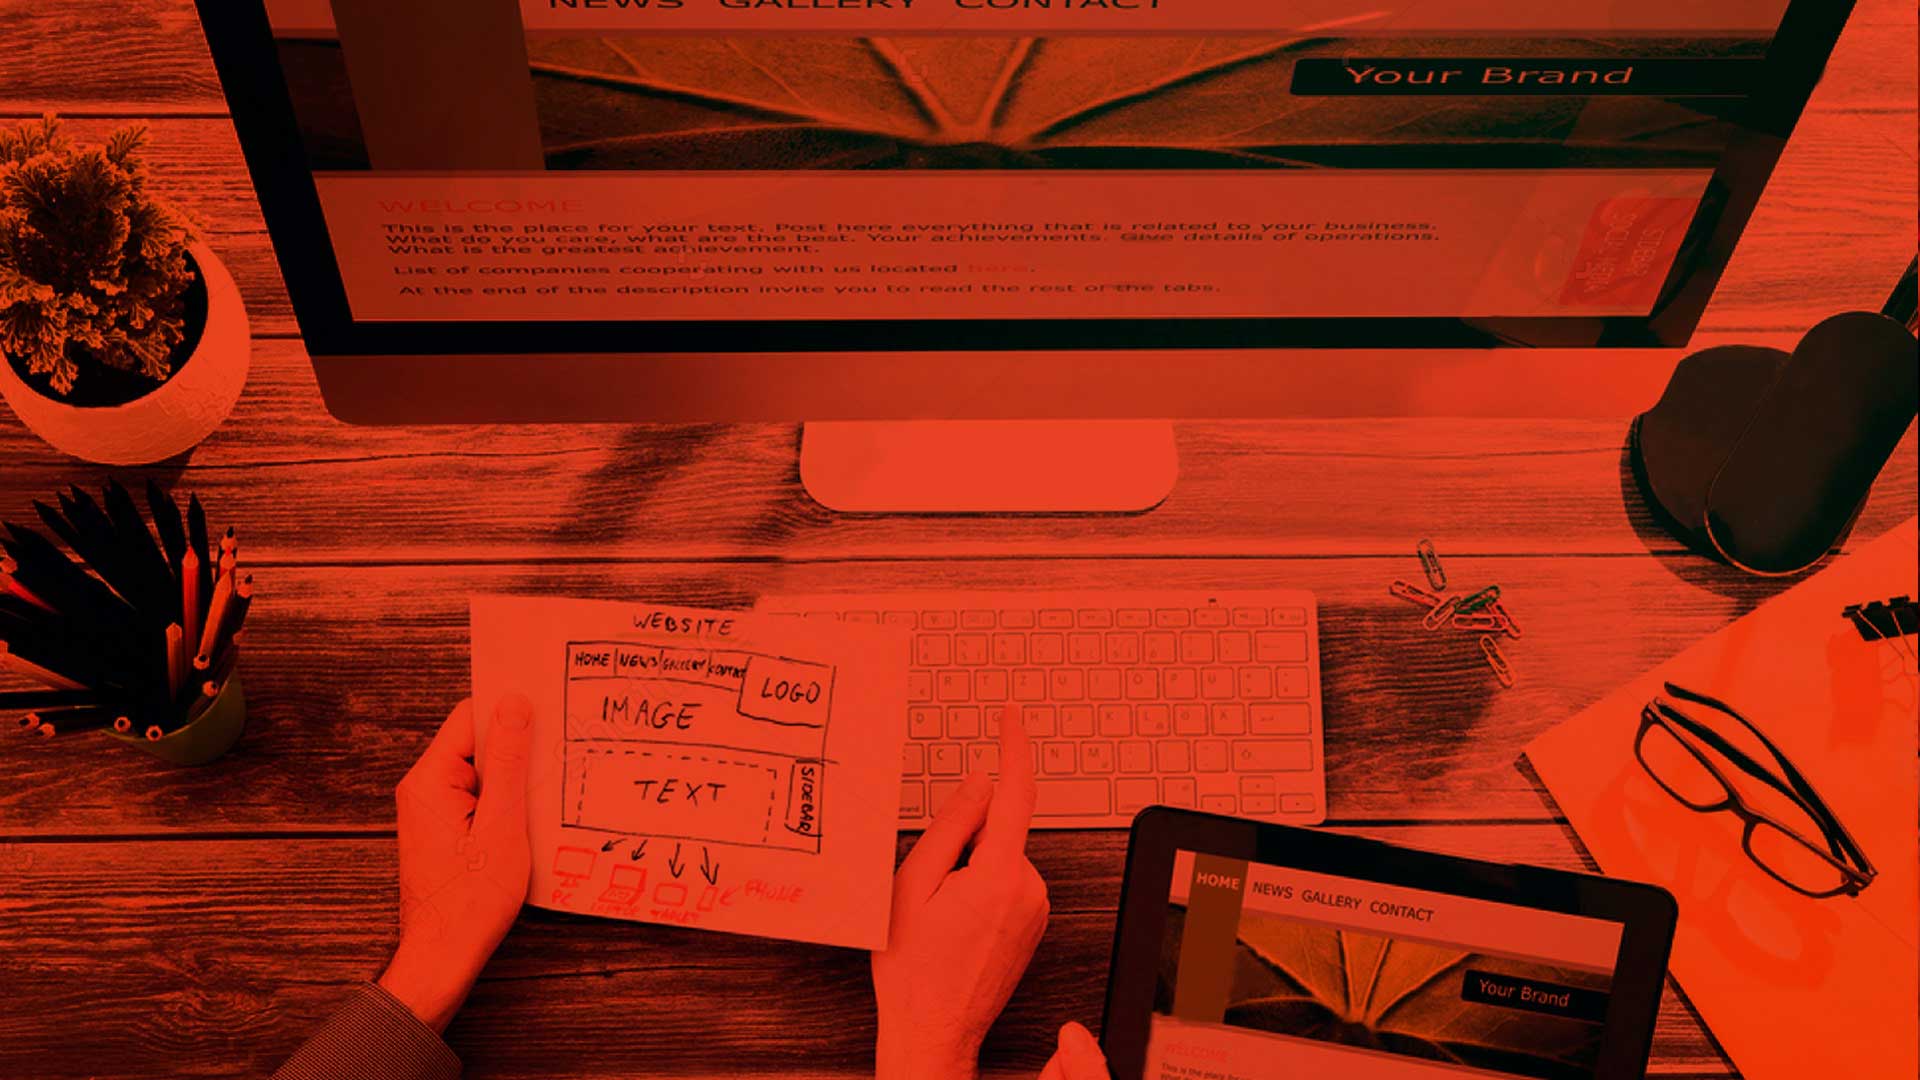 NEWS GALLERY CONTACT
Your Brand
WELCOME
This is the place for your text. Post here everything that is related to your business.
What do you care, what are the best. Your achievements. Give details of operations.
What is the greatest achievement.
List of companies cooperating with us located here.
At the end of the description invite you to read the rest of the tabs.
WEBSITE
HOME NEWS GALLERY CONTACT
LOGO
IMAGE
TEXT
SIDEBAR
PHONE
PC LAPTOP TABLET
HOME NEWS GALLERY CONTACT
Your Brand
WELCOME
This is the place for